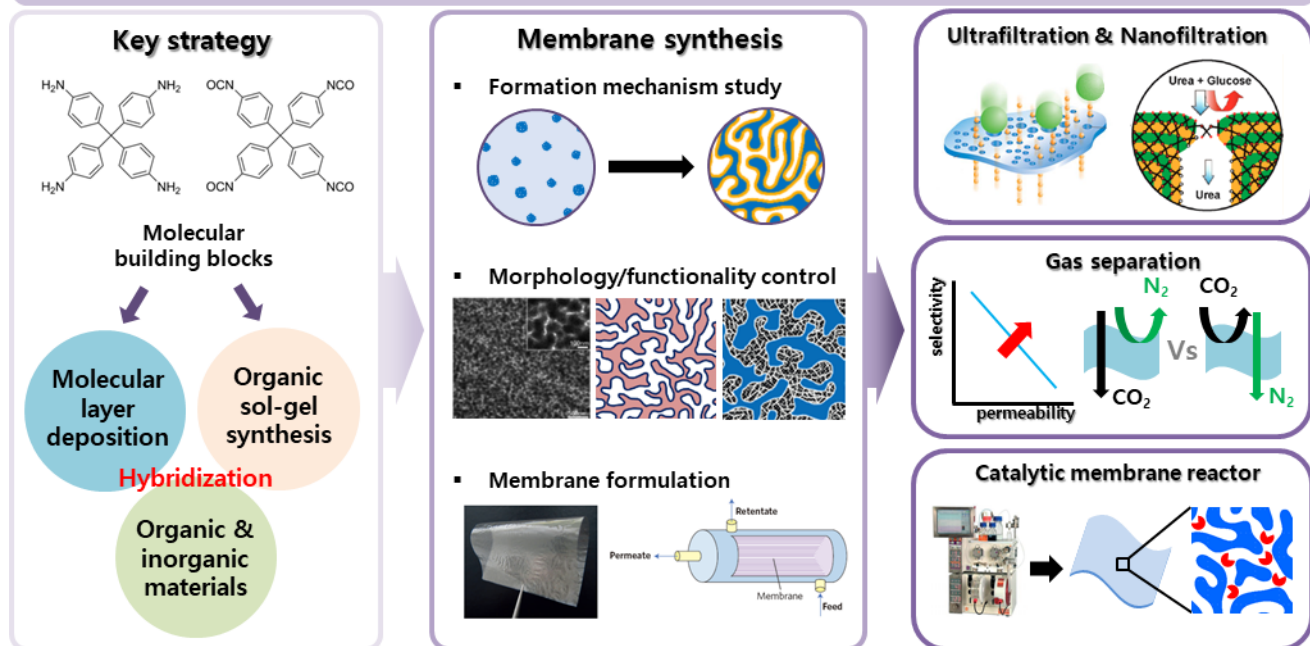 Key strategy
H₂N
NH₂
H₂N
NH₂
OCN
NCO
OCN
NCO
Molecular
building blocks
Molecular
layer
deposition
Organic
sol-gel
synthesis
Hybridization
Organic &
inorganic
materials
Membrane synthesis
▪ Formation mechanism study
▪ Morphology/functionality control
▪ Membrane formulation
Retentate
Permeate
Membrane
Feed
Ultrafiltration & Nanofiltration
Urea + Glucose
Urea
Gas separation
selectivity
permeability
N₂
CO₂
Vs
CO₂
N₂
Catalytic membrane reactor